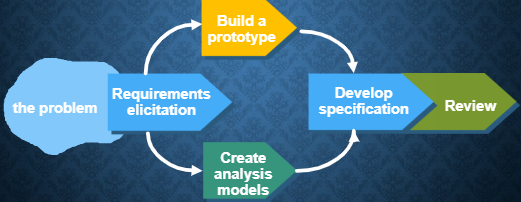 the problem
Requirements
elicitation
Build a
prototype
Create
analysis
models
Develop
specification
Review